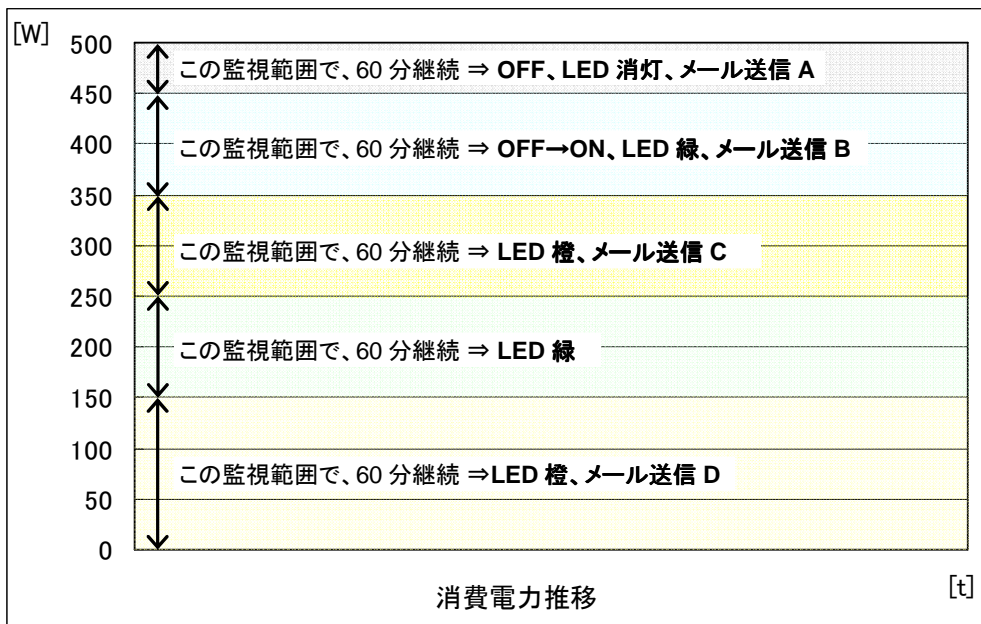 [W]
500
この監視範囲で、60 分継続 ⇒ OFF、LED 消灯、メール送信 A
450
400
この監視範囲で、60 分継続 ⇒ OFF→ON、LED 緑、メール送信 B
350
300
この監視範囲で、60 分継続 ⇒ LED 橙、メール送信 C
250
200
この監視範囲で、60 分継続 ⇒ LED 緑
150
100
この監視範囲で、60 分継続 ⇒LED 橙、メール送信 D
50
0
消費電力推移
[t]